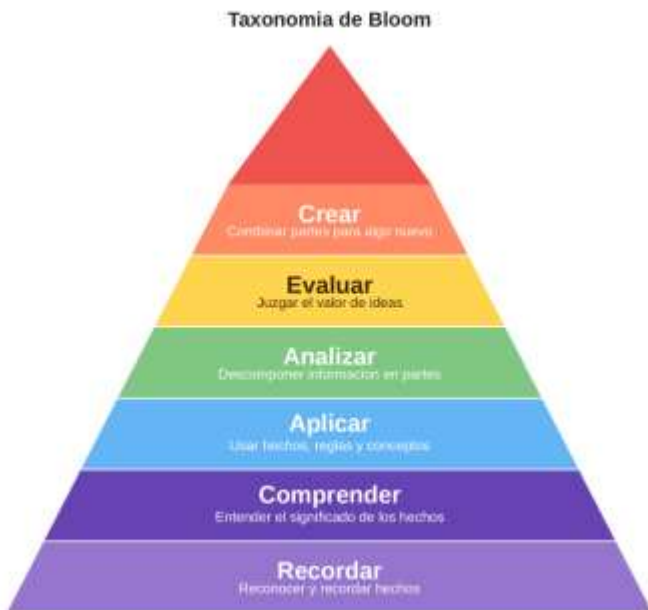 Taxonomia de Bloom
Crear
Combinar partes para algo nuevo
Evaluar
Juzgar el valor de ideas
Analizar
Descomponer informacion en partes
Aplicar
Usar hechos, reglas y conceptos
Comprender
Entender el significado de los hechos
Recordar
Reconocer y recordar hechos